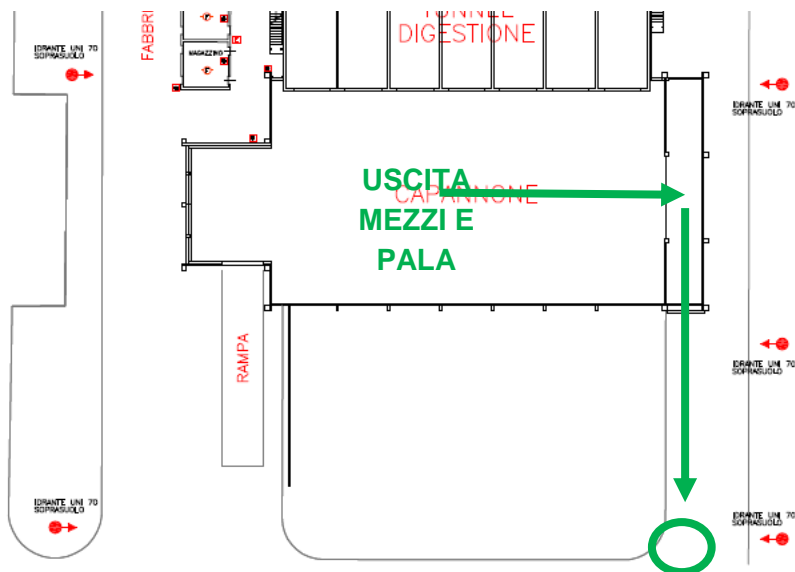 TUNNEL
DIGESTIONE
FABBRI
MAGAZZINO
IDRANTE UNI 70
SOPRASUOLO
IDRANTE UNI 70
SOPRASUOLO
CAPANNONE
USCITA
MEZZI E
PALA
RAMPA
IDRANTE UNI 70
SOPRASUOLO
IDRANTE UNI 70
SOPRASUOLO
IDRANTE UNI 70
SOPRASUOLO